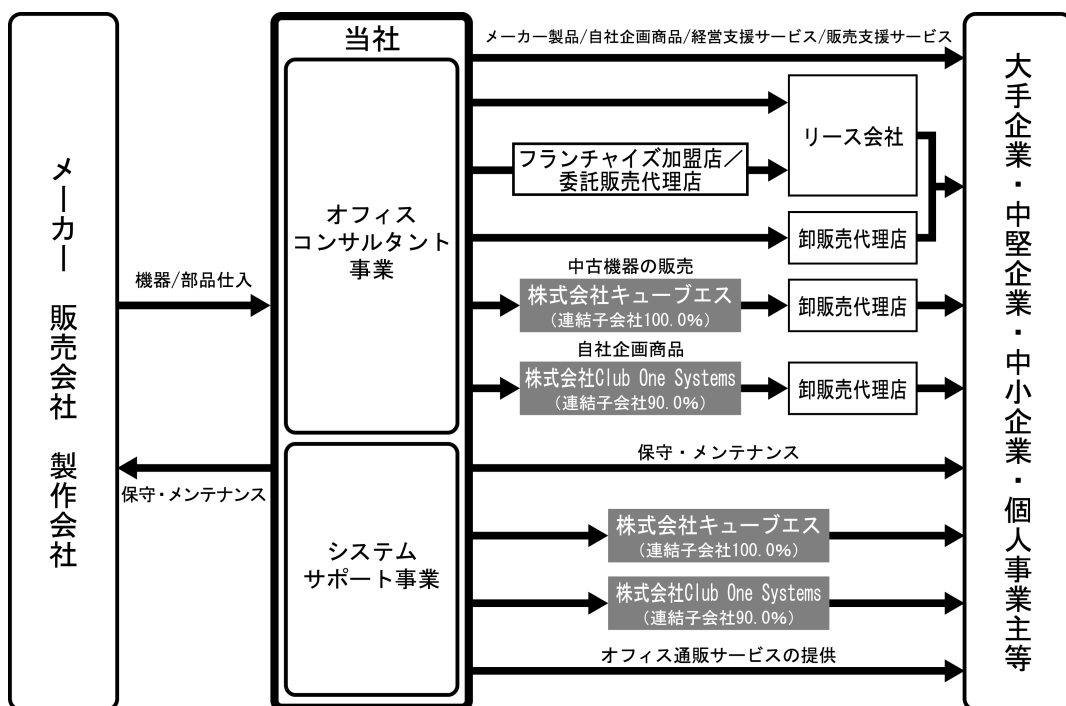 メーカー 販売会社 製作会社
機器/部品仕入
保守・メンテナンス
当社
オフィス
コンサルタント
事業
システム
サポート事業
メーカー製品/自社企画商品/経営支援サービス/販売支援サービス
フランチャイズ加盟店／
委託販売代理店
リース会社
卸販売代理店
中古機器の販売
株式会社キューブエス
（連結子会社100.0％）
卸販売代理店
自社企画商品
株式会社Club One Systems
（連結子会社90.0％）
卸販売代理店
保守・メンテナンス
株式会社キューブエス
（連結子会社100.0％）
株式会社Club One Systems
（連結子会社90.0％）
オフィス通販サービスの提供
大手企業・中堅企業・中小企業・個人事業主等